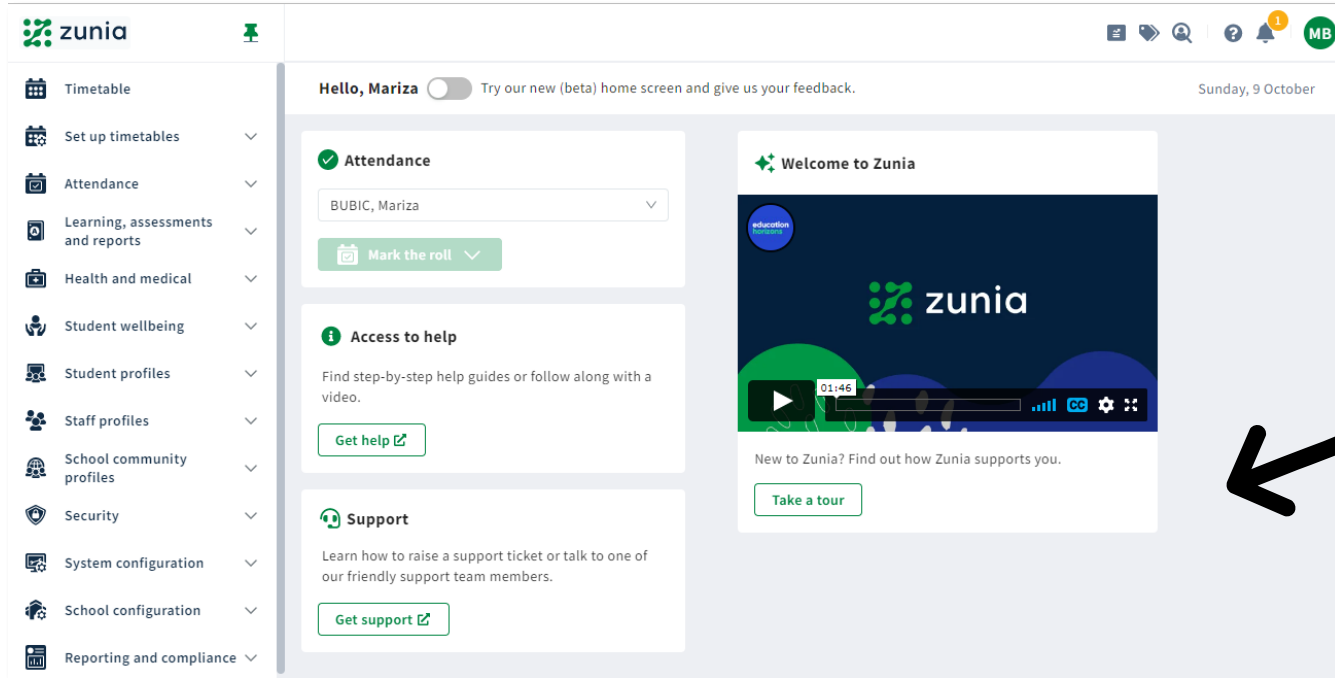 zunia
1
MB
Timetable
Set up timetables
Attendance
Learning, assessments
and reports
Health and medical
Student wellbeing
Student profiles
Staff profiles
School community
profiles
Security
System configuration
School configuration
Reporting and compliance
Hello, Mariza
Try our new (beta) home screen and give us your feedback.
Sunday, 9 October
Attendance
BUBIC, Mariza
Mark the roll
Access to help
Find step-by-step help guides or follow along with a
video.
Get help
Support
Learn how to raise a support ticket or talk to one of
our friendly support team members.
Get support
Welcome to Zunia
education
horizons
zunia
01:46
CC
New to Zunia? Find out how Zunia supports you.
Take a tour